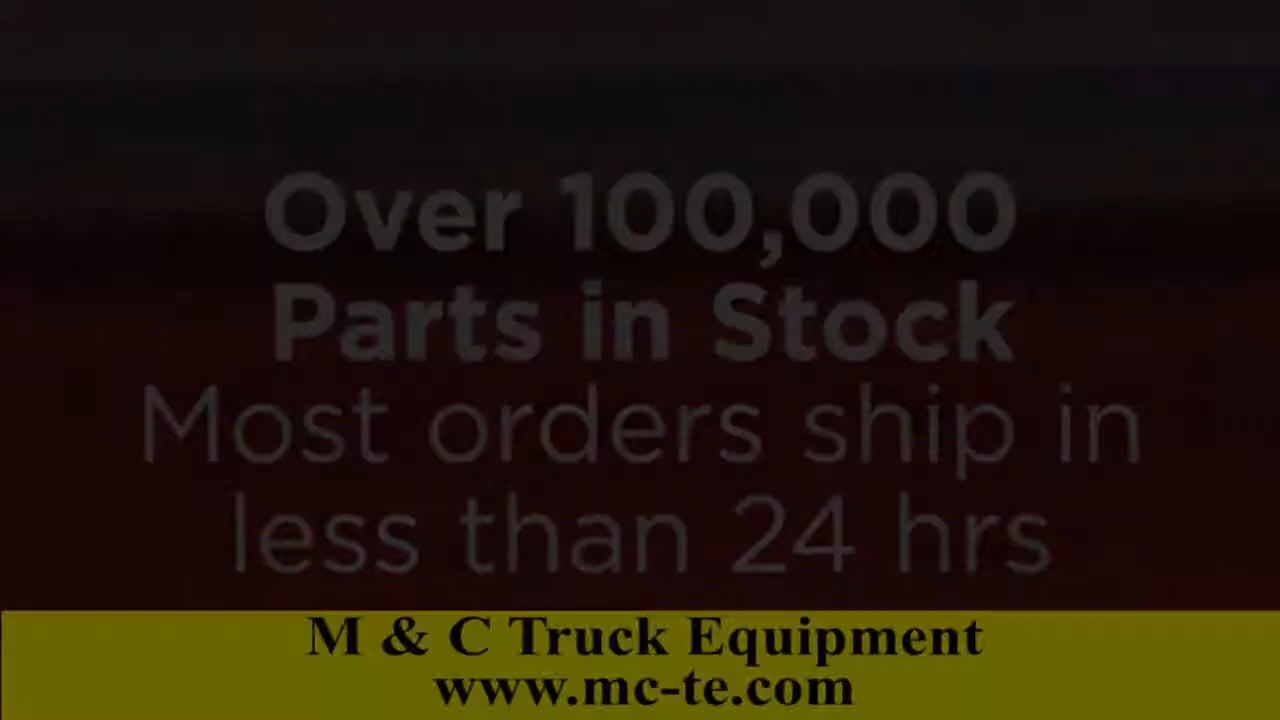 Over 100,000
Parts in Stock
Most orders ship in
less than 24 hrs
M & C Truck Equipment
www.mc-te.com